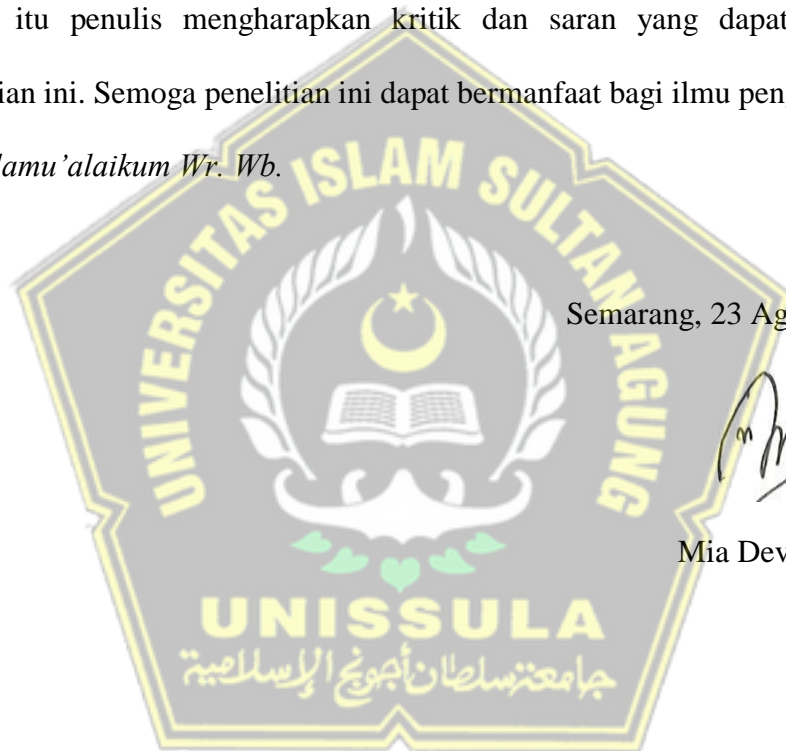 itu penulis mengharapkan kritik dan saran yang dapat
ian ini. Semoga penelitian ini dapat bermanfaat bagi ilmu peng
lamu’alaikum Wr. Wb.
UNIVERSITAS ISLAM SULTAN AGUNG
Semarang, 23 Ag
Mia Dev
UNISSULA
جامعة سلطان أجونج الإسلامية